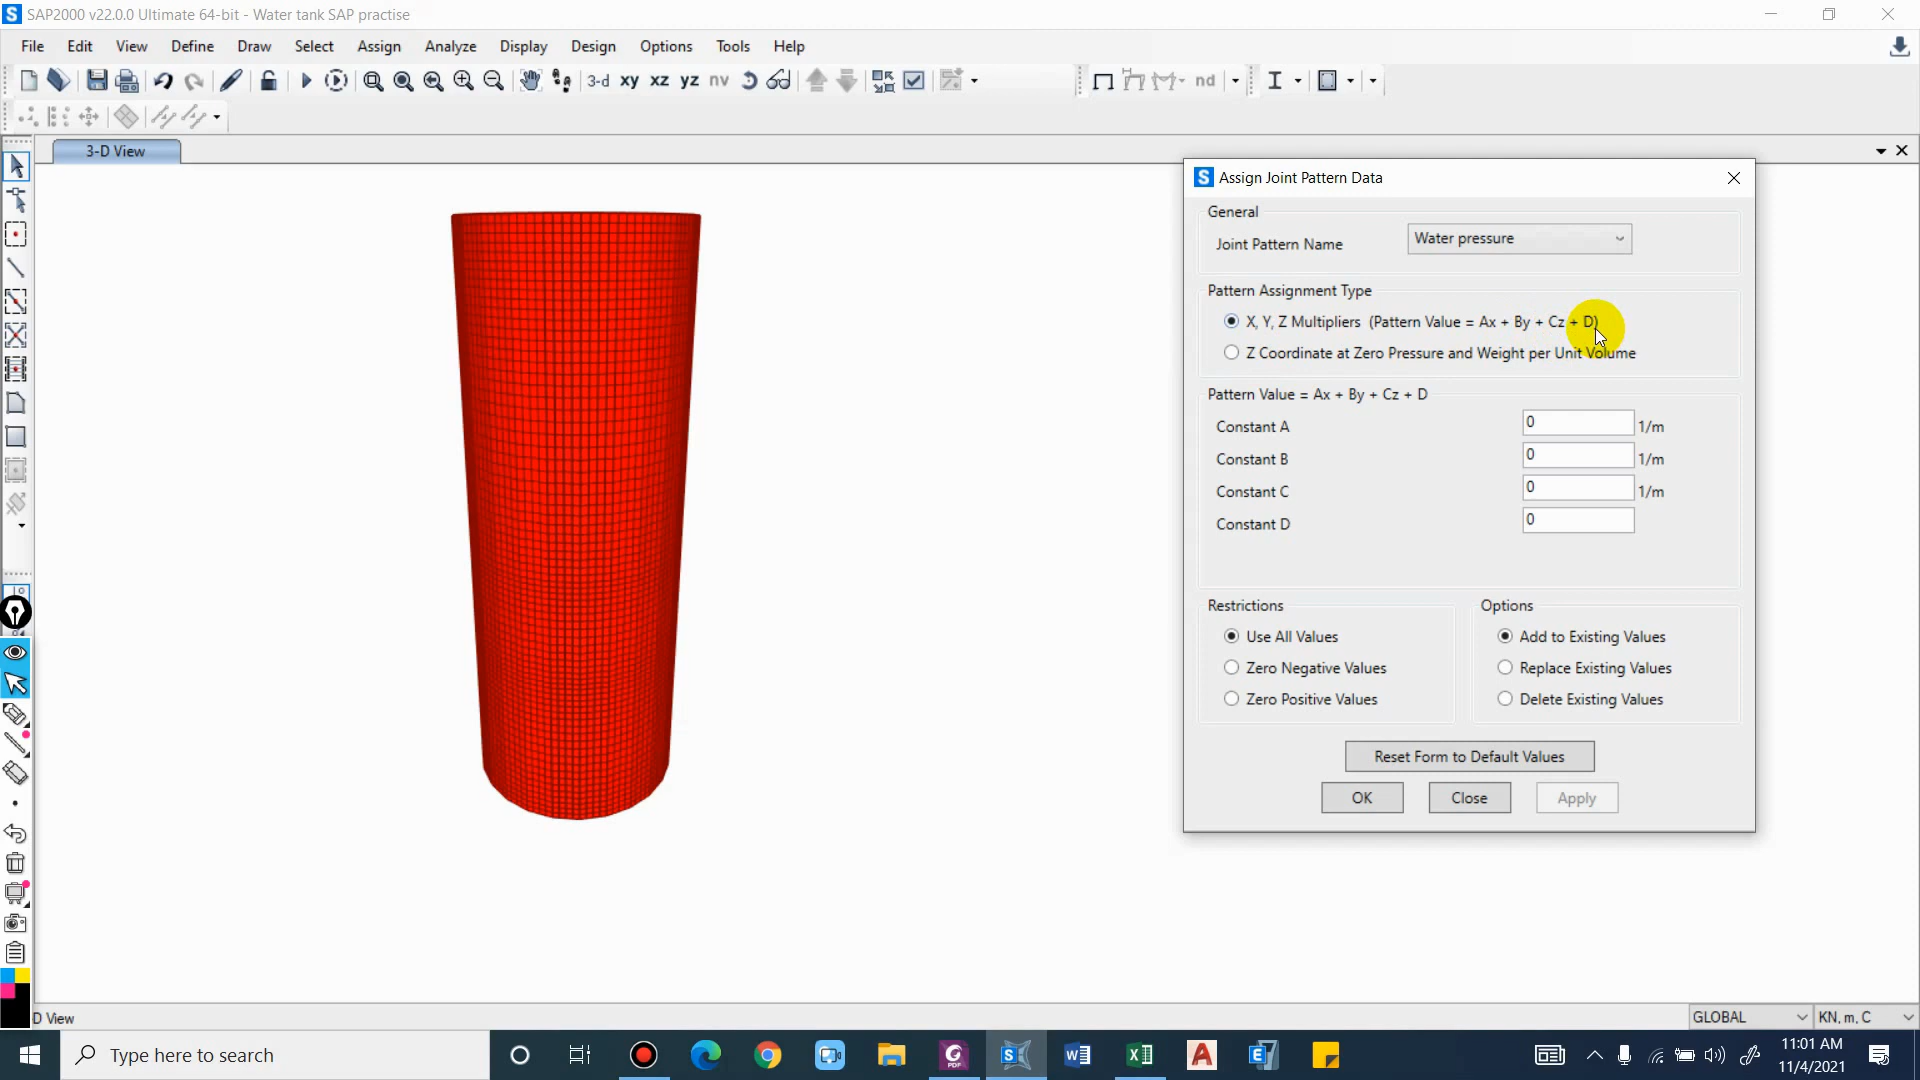 SAP2000 v22.0.0 Ultimate 64-bit - Water tank SAP practise
File Edit View Define Draw Select Assign Analyze Display Design Options Tools Help
3-d xy xz yz nv nd
3-D View
Assign Joint Pattern Data
General
Joint Pattern Name Water pressure
Pattern Assignment Type
X, Y, Z Multipliers (Pattern Value = Ax + By + Cz + D)
Z Coordinate at Zero Pressure and Weight per Unit Volume
Pattern Value = Ax + By + Cz + D
Constant A 0 1/m
Constant B 0 1/m
Constant C 0 1/m
Constant D 0
Restrictions Options
Use All Values Add to Existing Values
Zero Negative Values Replace Existing Values
Zero Positive Values Delete Existing Values
Reset Form to Default Values
OK Close Apply
D View GLOBAL KN, m, C
Type here to search
11:01 AM
11/4/2021